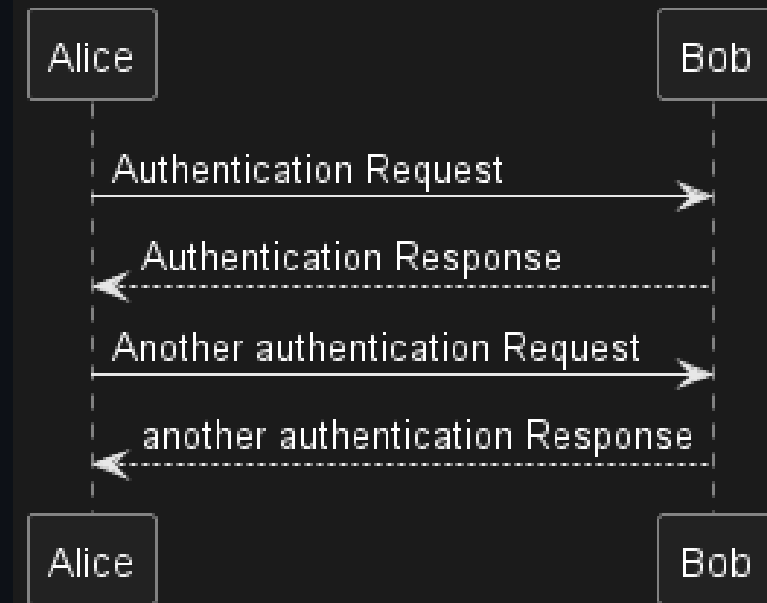 Alice
Bob
Authentication Request
Authentication Response
Another authentication Request
another authentication Response
Alice
Bob